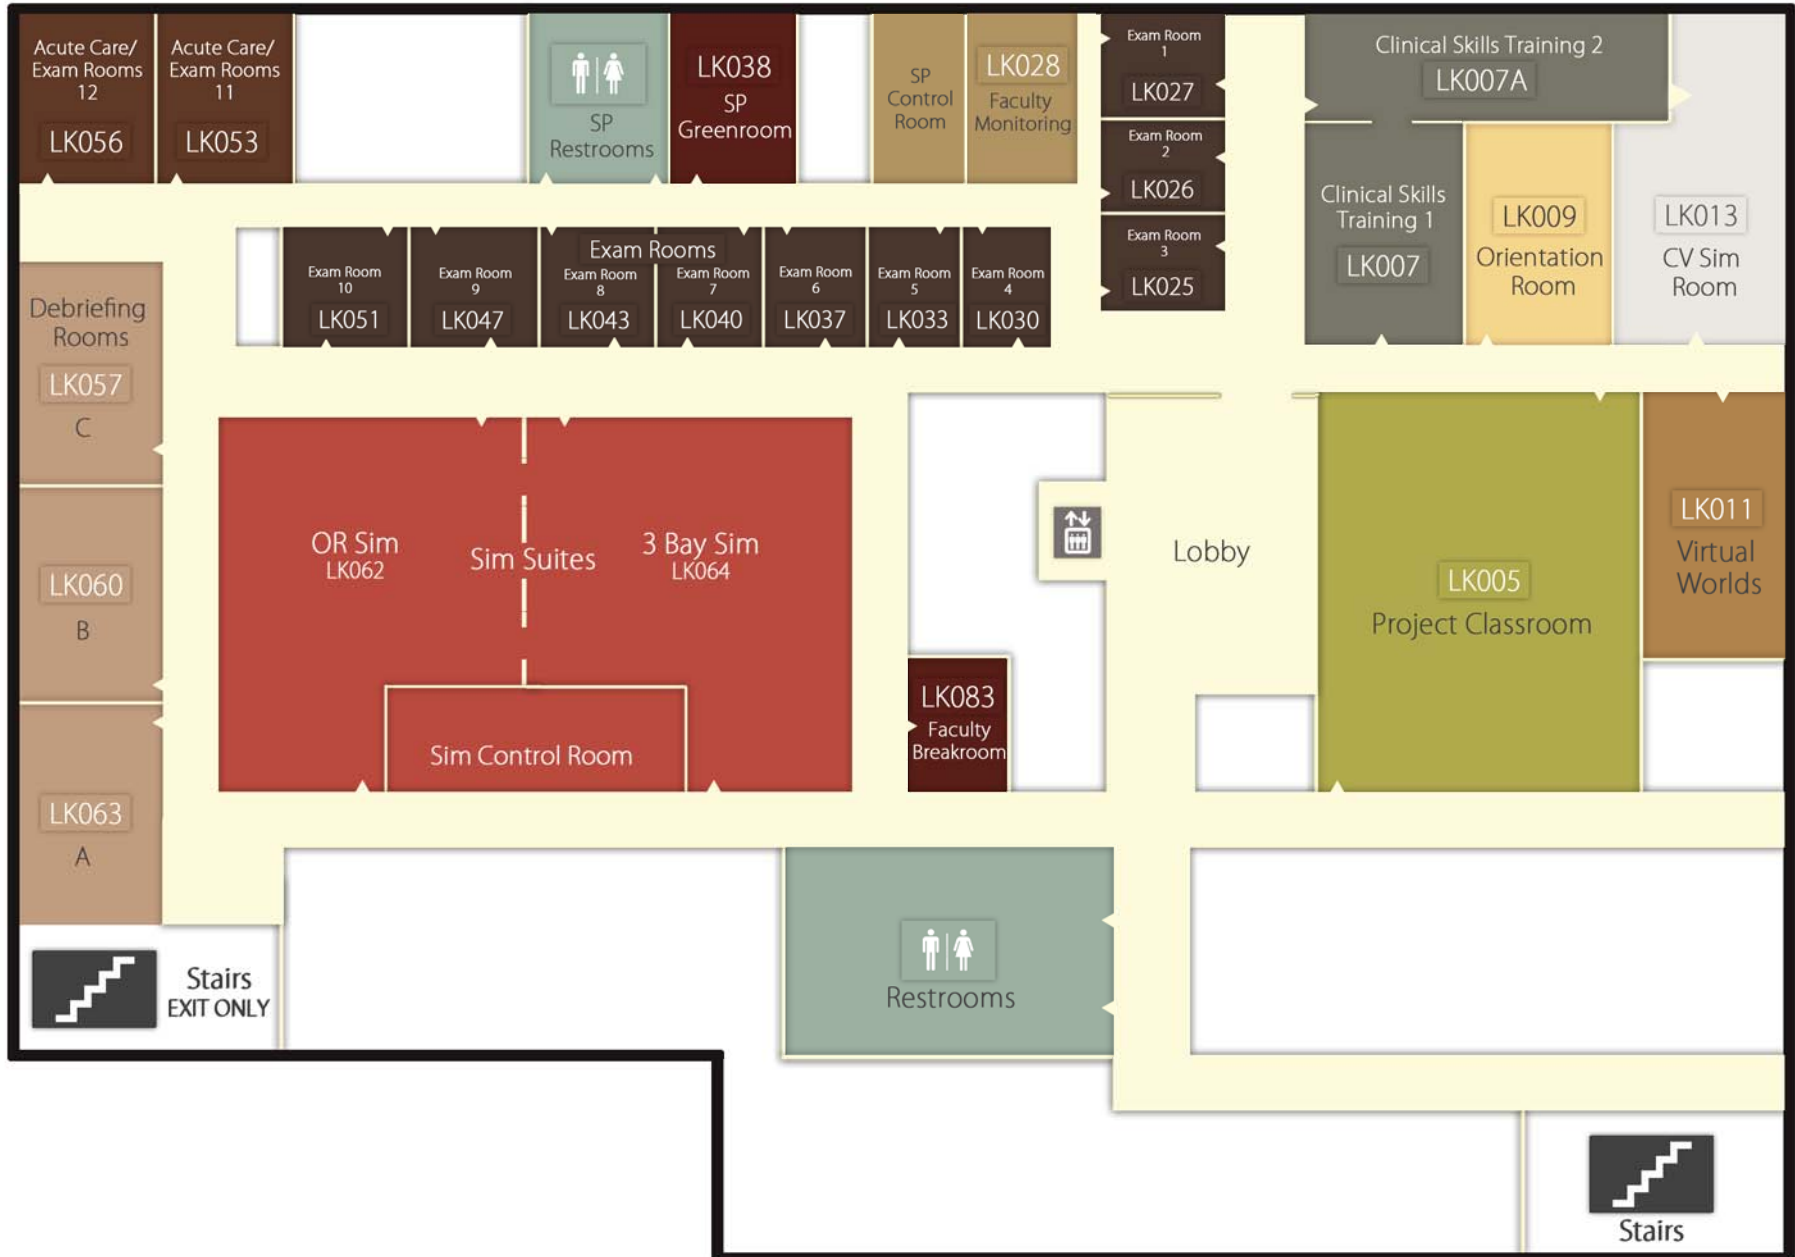 Acute Care/
Exam Rooms
12
LK056
Acute Care/
Exam Rooms
11
LK053
SP
Restrooms
LK038
SP
Greenroom
SP
Control
Room
LK028
Faculty
Monitoring
Exam Room
1
LK027
Exam Room
2
LK026
Exam Room
3
LK025
Clinical Skills Training 2
LK007A
Clinical Skills
Training 1
LK007
LK009
Orientation
Room
LK013
CV Sim
Room
Exam Rooms
Exam Room
10
LK051
Exam Room
9
LK047
Exam Room
8
LK043
Exam Room
7
LK040
Exam Room
6
LK037
Exam Room
5
LK033
Exam Room
4
LK030
Debriefing
Rooms
LK057
C
LK060
B
LK063
A
OR Sim
LK062
Sim Suites
3 Bay Sim
LK064
Sim Control Room
Lobby
LK083
Faculty
Breakroom
LK005
Project Classroom
LK011
Virtual
Worlds
Restrooms
Stairs
EXIT ONLY
Stairs